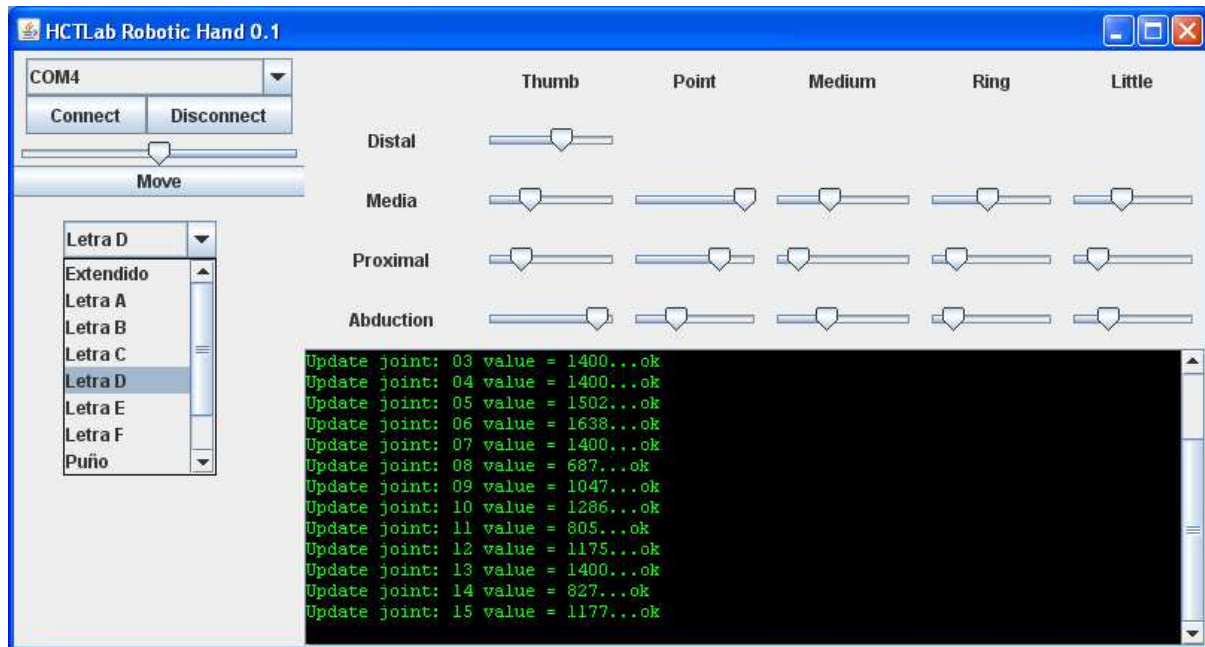 HCTLab Robotic Hand 0.1
COM4
Connect Disconnect
Move
Letra D
Extendido
Letra A
Letra B
Letra C
Letra D
Letra E
Letra F
Puño
Thumb Point Medium Ring Little
Distal
Media
Proximal
Abduction
Update joint: 03 value = 1400...ok
Update joint: 04 value = 1400...ok
Update joint: 05 value = 1502...ok
Update joint: 06 value = 1638...ok
Update joint: 07 value = 1400...ok
Update joint: 08 value = 687...ok
Update joint: 09 value = 1047...ok
Update joint: 10 value = 1286...ok
Update joint: 11 value = 805...ok
Update joint: 12 value = 1175...ok
Update joint: 13 value = 1400...ok
Update joint: 14 value = 827...ok
Update joint: 15 value = 1177...ok